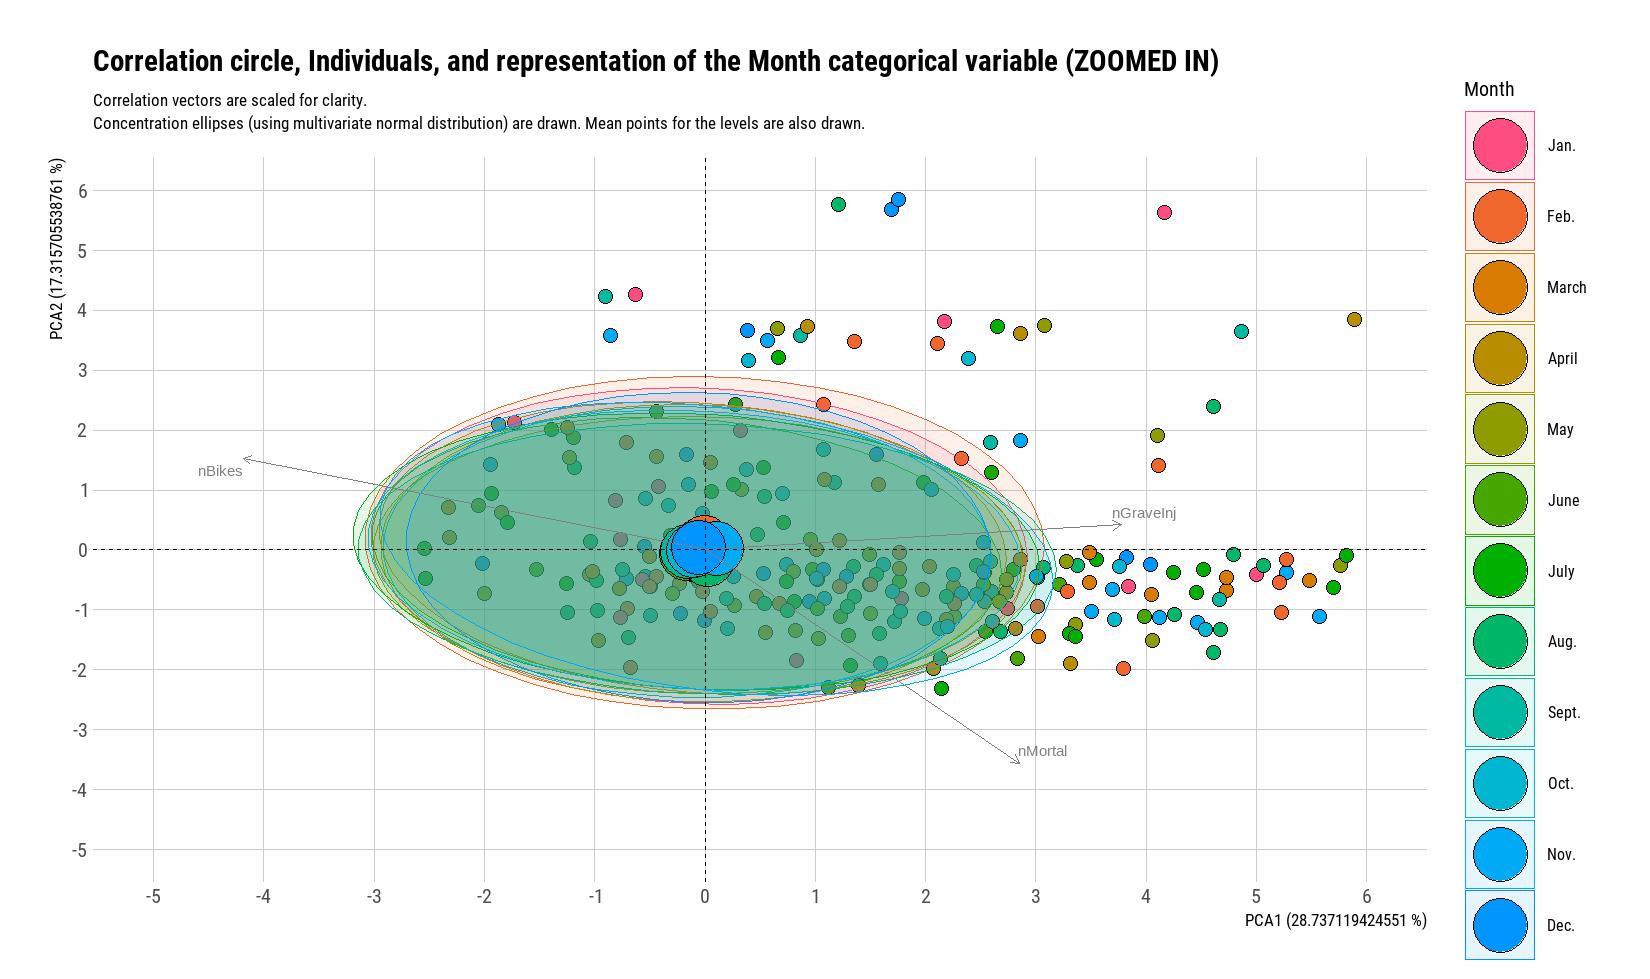 Correlation circle, Individuals, and representation of the Month categorical variable (ZOOMED IN)
Correlation vectors are scaled for clarity.
Concentration ellipses (using multivariate normal distribution) are drawn. Mean points for the levels are also drawn.
PCA2 (17.3157055538761 %)
6
5
4
3
2
1
0
-1
-2
-3
-4
-5
nBikes
nGraveInj
nMortal
-5
-4
-3
-2
-1
0
1
2
3
4
5
6
PCA1 (28.737119424551 %)
Month
Jan.
Feb.
March
April
May
June
July
Aug.
Sept.
Oct.
Nov.
Dec.